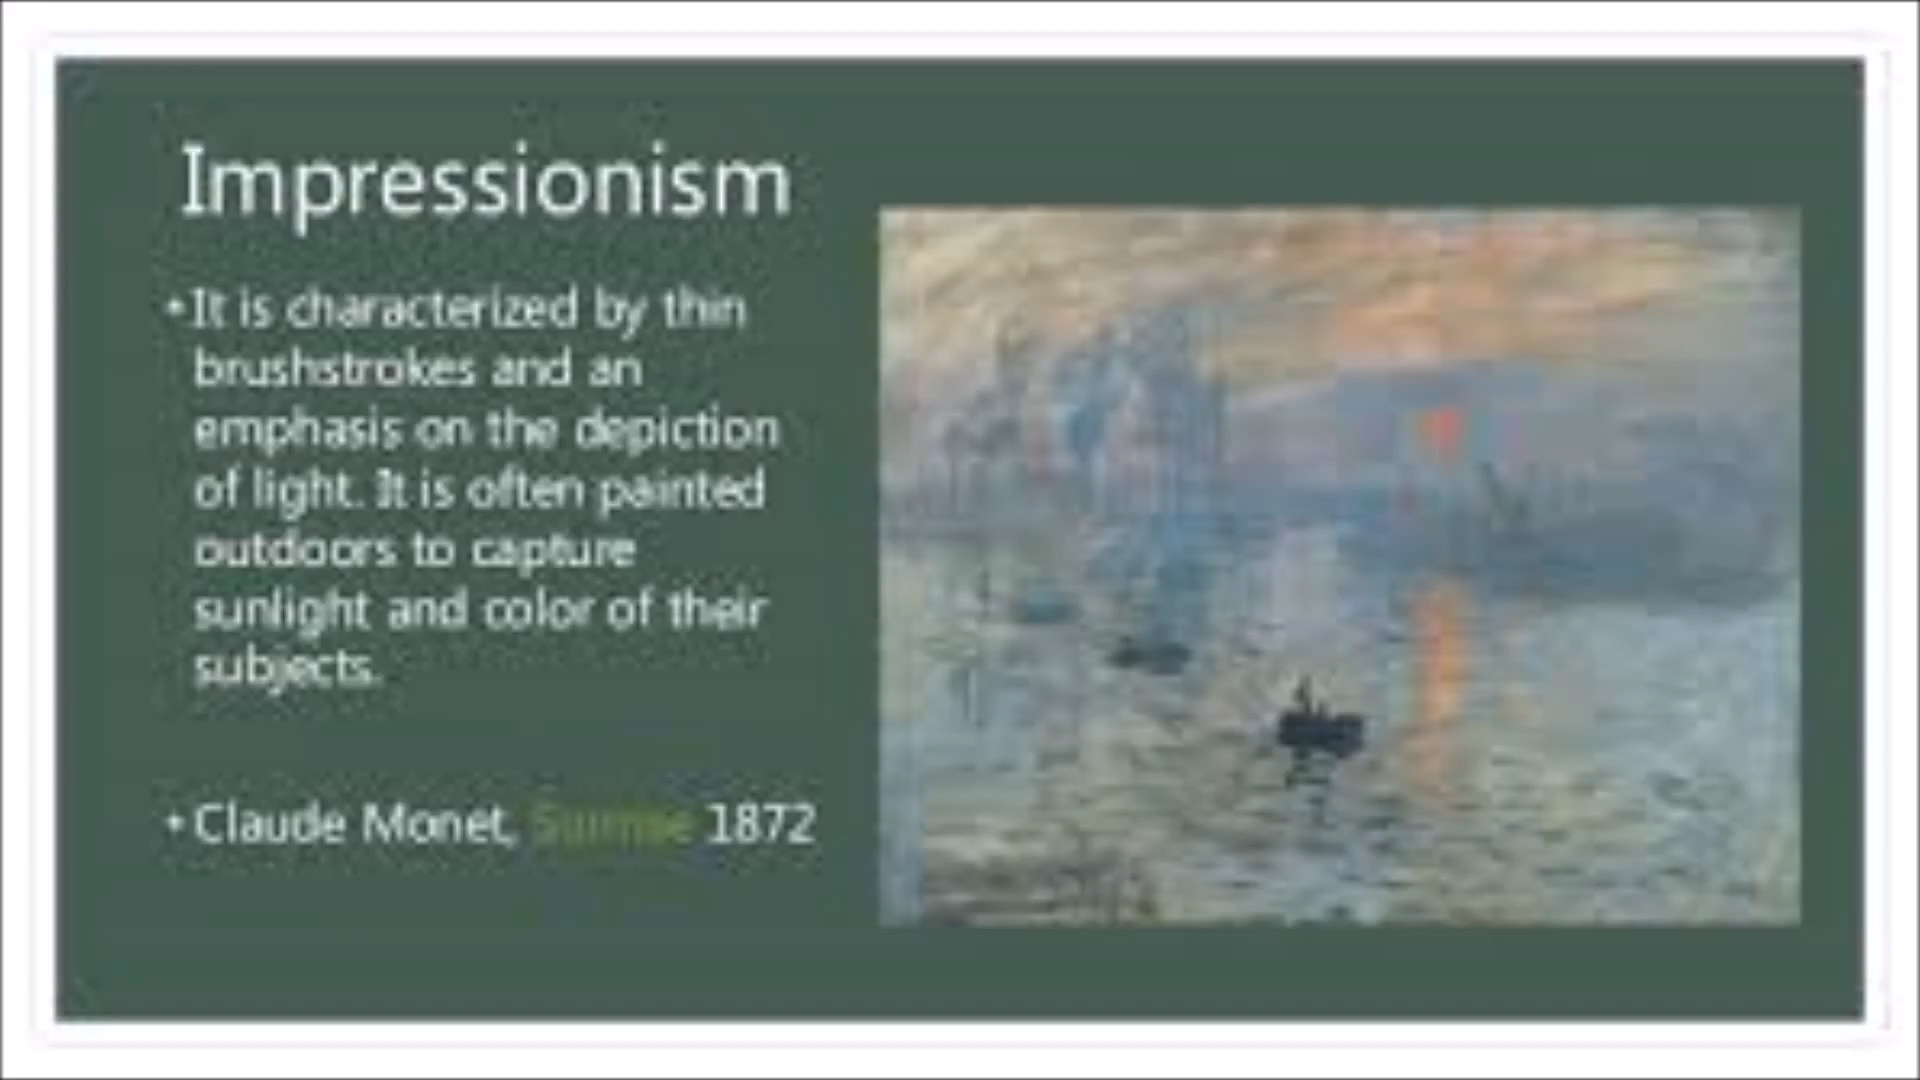 Impressionism
• It is characterized by thin
brushstrokes and an
emphasis on the depiction
of light. It is often painted
outdoors to capture
sunlight and color of their
subjects.
• Claude Monet, Sunrise 1872